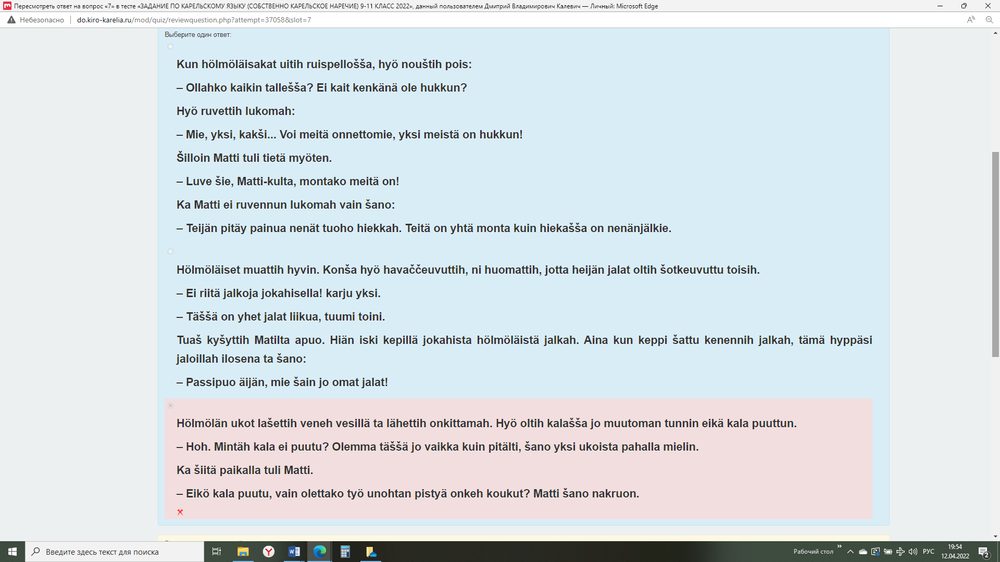 Пересмотреть ответ на вопрос «7» в тесте «ЗАДАНИЕ ПО КАРЕЛЬСКОМУ ЯЗЫКУ (СОБСТВЕННО КАРЕЛЬСКОЕ НАРЕЧИЕ) 9-11 КЛАСС 2022», данный пользователем Дмитрий Владимирович Калевич — Личный: Microsoft Edge
Небезопасно do.kiro-karelia.ru/mod/quiz/reviewquestion.php?attempt=37058&slot=7
Выберите один ответ:
Kun hölmöläisakat uitih ruispellošša, hyö nouštih pois:
– Ollahko kaikin tallešša? Ei kait kenkänä ole hukkun?
Hyö ruvettih lukomah:
– Mie, yksi, kakši... Voi meitä onnettomie, yksi meistä on hukkun!
Šilloin Matti tuli tietä myöten.
– Luve šie, Matti-kulta, montako meitä on!
Ka Matti ei ruvennun lukomah vain šano:
– Teijän pitäy painua nenät tuoho hiekkah. Teitä on yhtä monta kuin hiekašša on nenänjälkie.
Hölmöläiset muattih hyvin. Konša hyö havaččeuvuttih, ni huomattih, jotta heijän jalat oltih šotkeuvuttu toisih.
– Ei riitä jalkoja jokahisella! karju yksi.
– Täššä on yhet jalat liikua, tuumi toini.
Tuaš kyšyttih Matilta apuo. Hiän iski kepillä jokahista hölmöläistä jalkah. Aina kun keppi šattu kenennih jalkah, tämä hyppäsi
jaloillah ilosena ta šano:
– Passipuo äijän, mie šain jo omat jalat!
Hölmölän ukot lašettih veneh vesillä ta lähettih onkittamah. Hyö oltih kalašša jo muutoman tunnin eikä kala puuttun.
– Hoh. Mintäh kala ei puutu? Olemma täššä jo vaikka kuin pitälti, šano yksi ukoista pahalla mielin.
Ka šiitä paikalla tuli Matti.
– Eikö kala puutu, vain olettako työ unohtan pistyä onkeh koukut? Matti šano nakruon.
Введите здесь текст для поиска
Рабочий стол
РУС
19:54
12.04.2022
2